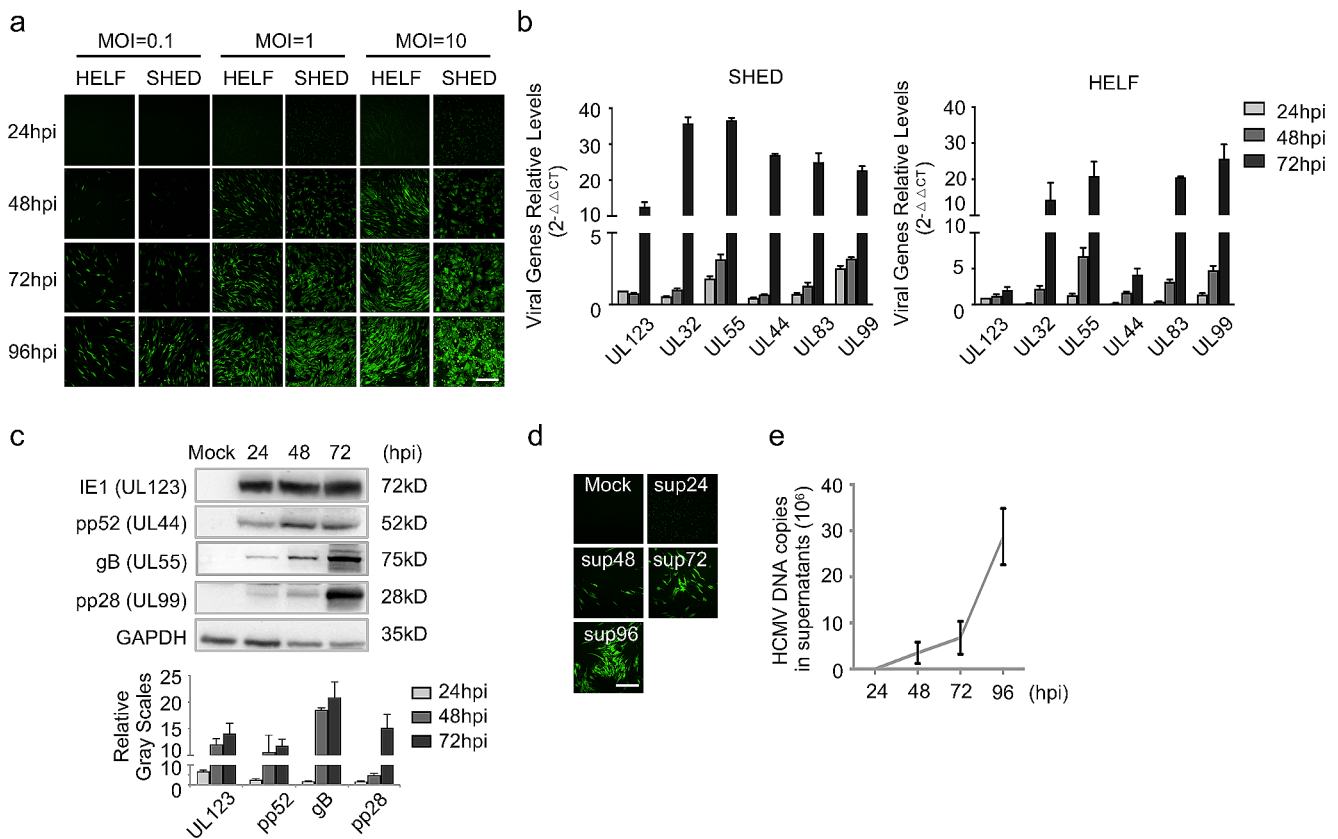 a
MOI=0.1 MOI=1 MOI=10
HELF SHED HELF SHED HELF SHED
24hpi
48hpi
72hpi
96hpi
b
SHED
Viral Genes Relative Levels
(2-△△CT)
40
30
20
10
5
0
UL123 UL32 UL55 UL44 UL83 UL99
HELF
Viral Genes Relative Levels
(2-△△CT)
40
30
20
10
5
0
UL123 UL32 UL55 UL44 UL83 UL99
24hpi
48hpi
72hpi
c
Mock 24 48 72 (hpi)
IE1 (UL123) 72kD
pp52 (UL44) 52kD
gB (UL55) 75kD
pp28 (UL99) 28kD
GAPDH 35kD
Relative
Gray Scales
25
20
15
10
10
0
UL123 pp52 gB pp28
24hpi
48hpi
72hpi
d
Mock sup24
sup48 sup72
sup96
e
HCMV DNA copies
in supernatants (10⁶)
40
30
20
10
0
24 48 72 96 (hpi)